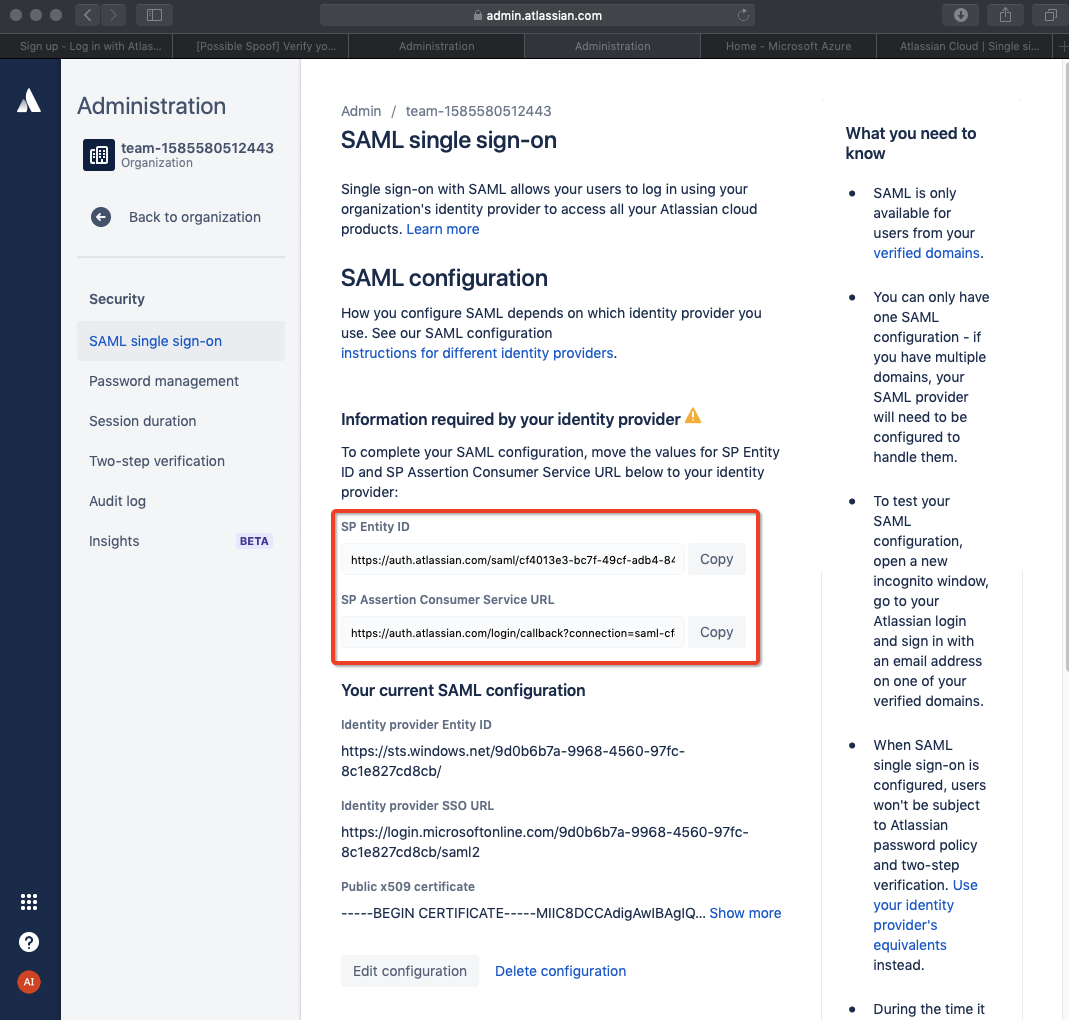 admin.atlassian.com
Sign up - Log in with Atlas...
[Possible Spoof] Verify yo...
Administration
Administration
Home - Microsoft Azure
Atlassian Cloud | Single si...
Administration
team-1585580512443
Organization
Back to organization
Security
SAML single sign-on
Password management
Session duration
Two-step verification
Audit log
Insights BETA
AI
Admin / team-1585580512443
SAML single sign-on
Single sign-on with SAML allows your users to log in using your
organization's identity provider to access all your Atlassian cloud
products. Learn more
SAML configuration
How you configure SAML depends on which identity provider you
use. See our SAML configuration
instructions for different identity providers.
Information required by your identity provider
To complete your SAML configuration, move the values for SP Entity
ID and SP Assertion Consumer Service URL below to your identity
provider:
SP Entity ID
https://auth.atlassian.com/saml/cf4013e3-bc7f-49cf-adb4-84 Copy
SP Assertion Consumer Service URL
https://auth.atlassian.com/login/callback?connection=saml-cf Copy
Your current SAML configuration
Identity provider Entity ID
https://sts.windows.net/9d0b6b7a-9968-4560-97fc-
8c1e827cd8cb/
Identity provider SSO URL
https://login.microsoftonline.com/9d0b6b7a-9968-4560-97fc-
8c1e827cd8cb/saml2
Public x509 certificate
-----BEGIN CERTIFICATE-----MIIC8DCCAdigAwIBAgIQ... Show more
Edit configuration Delete configuration
What you need to
know
• SAML is only
available for
users from your
verified domains.
• You can only have
one SAML
configuration - if
you have multiple
domains, your
SAML provider
will need to be
configured to
handle them.
• To test your
SAML
configuration,
open a new
incognito window,
go to your
Atlassian login
and sign in with
an email address
on one of your
verified domains.
• When SAML
single sign-on is
configured, users
won't be subject
to Atlassian
password policy
and two-step
verification. Use
your identity
provider's
equivalents
instead.
• During the time it